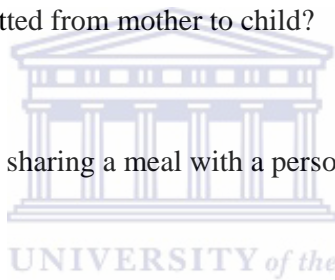 tted from mother to child?
sharing a meal with a perso
UNIVERSITY of the